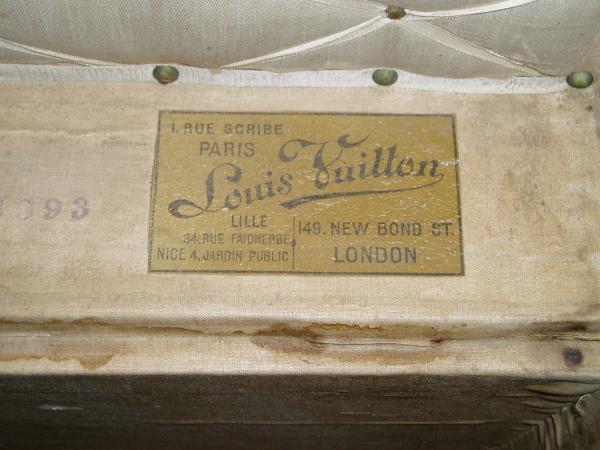 1. RUE SCRIBE
PARIS
Louis Vuitton
LILLE
34. RUE FAIDHERBE
NICE 4. JARDIN PUBLIC
149. NEW BOND ST.
LONDON